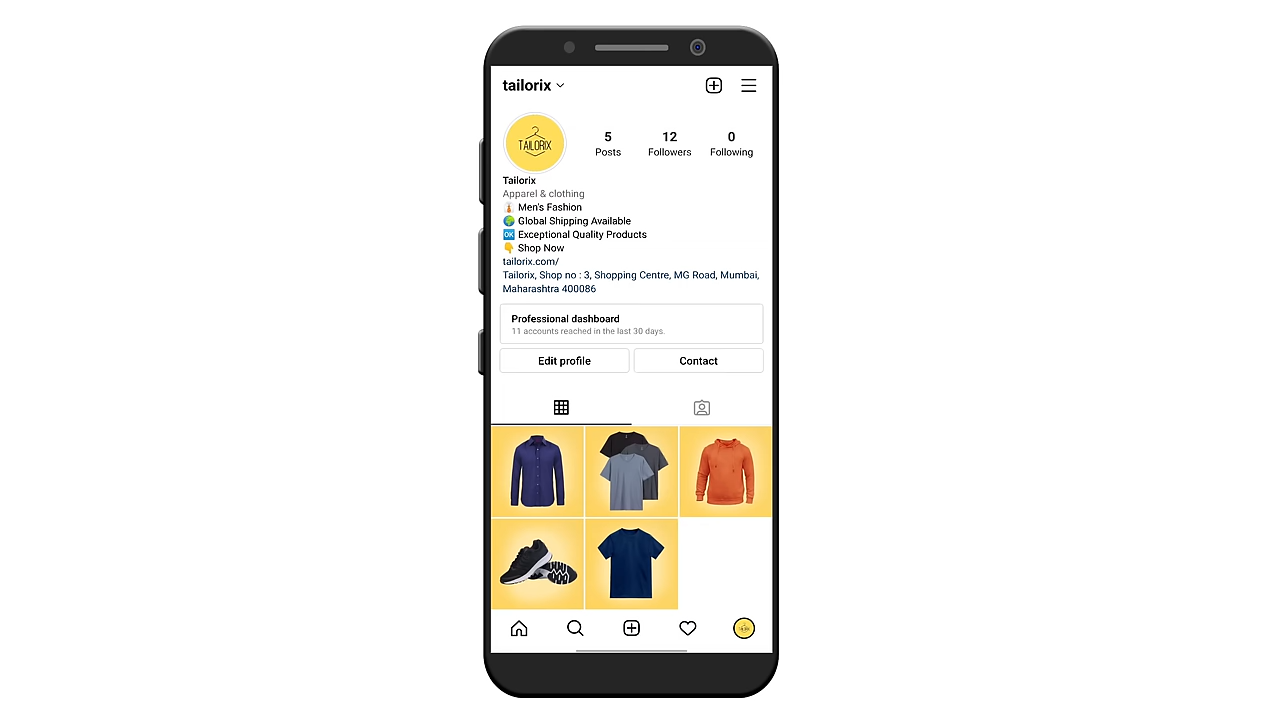 tailorix
TAILORIX
5 12 0
Posts Followers Following
Tailorix
Apparel & clothing
Men's Fashion
Global Shipping Available
OK Exceptional Quality Products
Shop Now
tailorix.com/
Tailorix, Shop no : 3, Shopping Centre, MG Road, Mumbai,
Maharashtra 400086
Professional dashboard
11 accounts reached in the last 30 days.
Edit profile Contact
TAILORIX